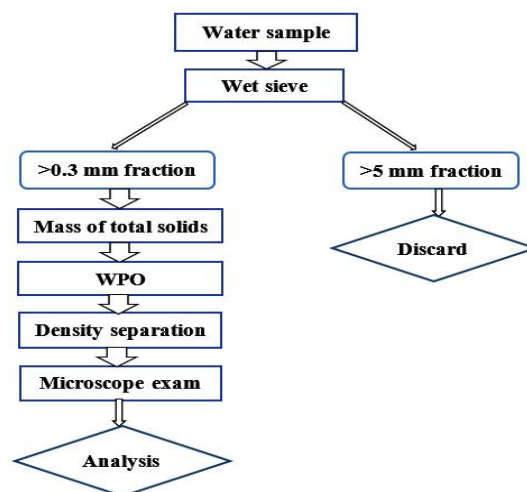 Water sample
Wet sieve
>0.3 mm fraction
>5 mm fraction
Mass of total solids
Discard
WPO
Density separation
Microscope exam
Analysis